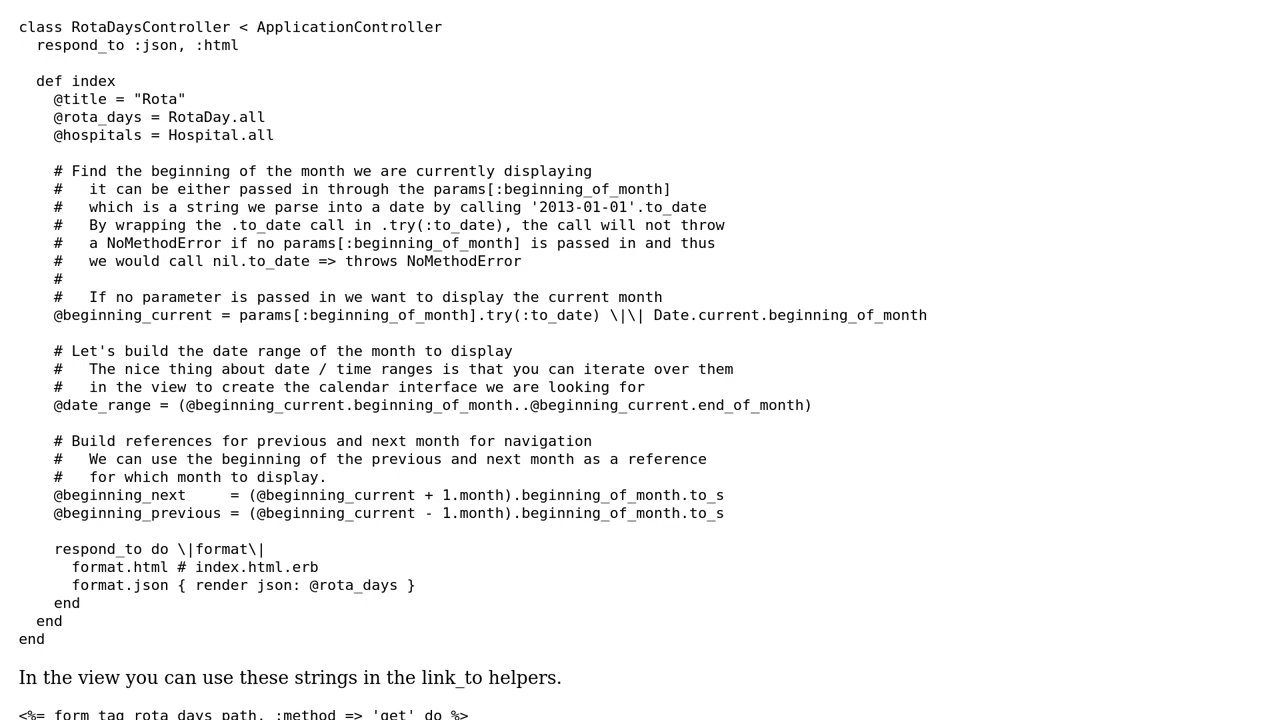 class RotaDaysController < ApplicationController
  respond_to :json, :html

  def index
    @title = "Rota"
    @rota_days = RotaDay.all
    @hospitals = Hospital.all

    # Find the beginning of the month we are currently displaying
    #   it can be either passed in through the params[:beginning_of_month]
    #   which is a string we parse into a date by calling '2013-01-01'.to_date
    #   By wrapping the .to_date call in .try(:to_date), the call will not throw
    #   a NoMethodError if no params[:beginning_of_month] is passed in and thus
    #   we would call nil.to_date => throws NoMethodError
    #
    #   If no parameter is passed in we want to display the current month
    @beginning_current = params[:beginning_of_month].try(:to_date) \|\| Date.current.beginning_of_month

    # Let's build the date range of the month to display
    #   The nice thing about date / time ranges is that you can iterate over them
    #   in the view to create the calendar interface we are looking for
    @date_range = (@beginning_current.beginning_of_month..@beginning_current.end_of_month)

    # Build references for previous and next month for navigation
    #   We can use the beginning of the previous and next month as a reference
    #   for which month to display.
    @beginning_next     = (@beginning_current + 1.month).beginning_of_month.to_s
    @beginning_previous = (@beginning_current - 1.month).beginning_of_month.to_s

    respond_to do \|format\|
      format.html # index.html.erb
      format.json { render json: @rota_days }
    end
  end
end
In the view you can use these strings in the link_to helpers.
<%= form_tag rota_days_path, :method => 'get' do %>